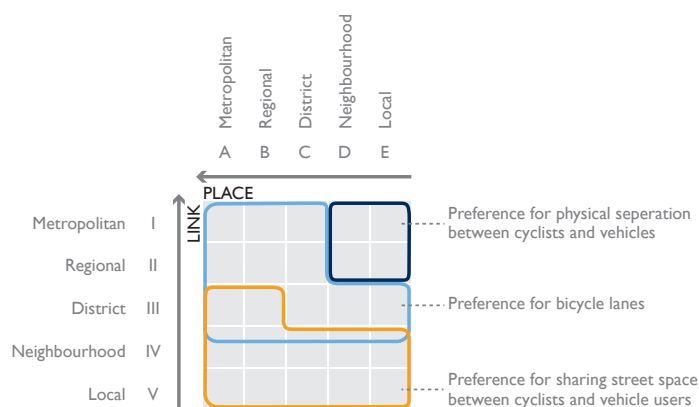 Metropolitan
Regional
District
Neighbourhood
Local
A B C D E
PLACE
LINK
Metropolitan I
Regional II
District III
Neighbourhood IV
Local V
Preference for physical seperation
between cyclists and vehicles
Preference for bicycle lanes
Preference for sharing street space
between cyclists and vehicle users